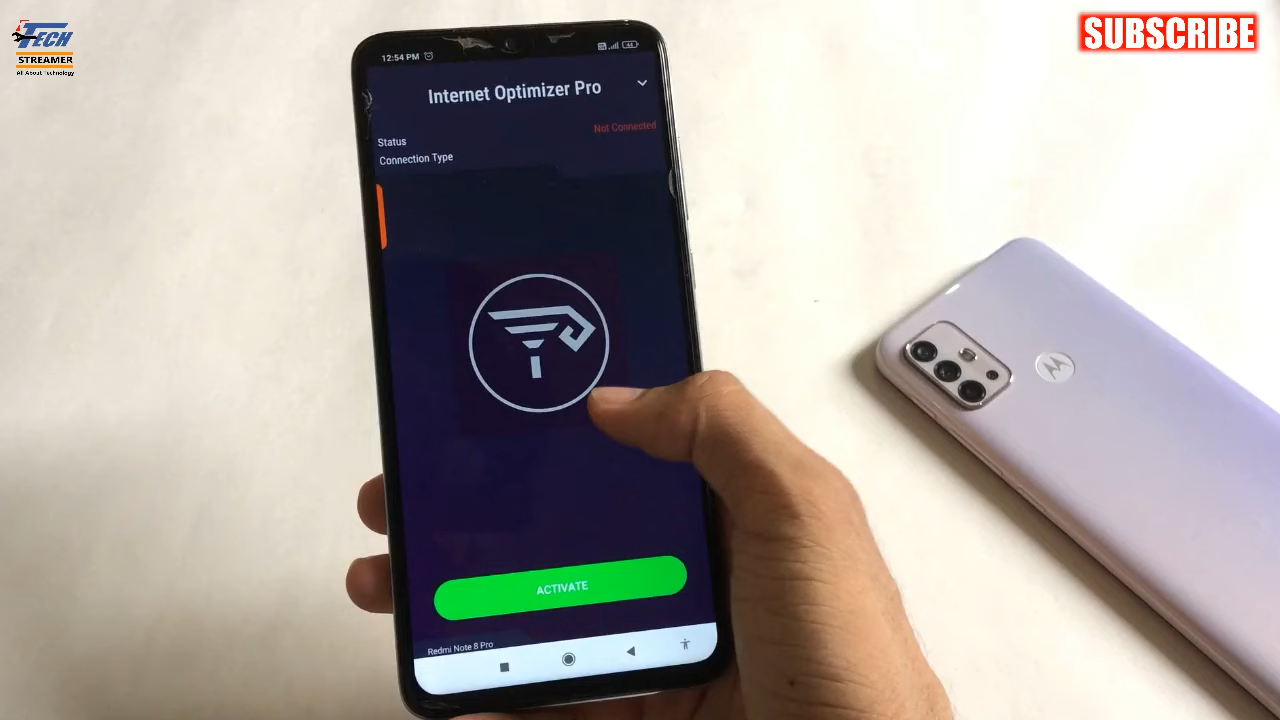 TECH
STREAMER
All About Technology
SUBSCRIBE
12:54 PM
44
Internet Optimizer Pro
Status
Not Connected
Connection Type
ACTIVATE
Redmi Note 8 Pro